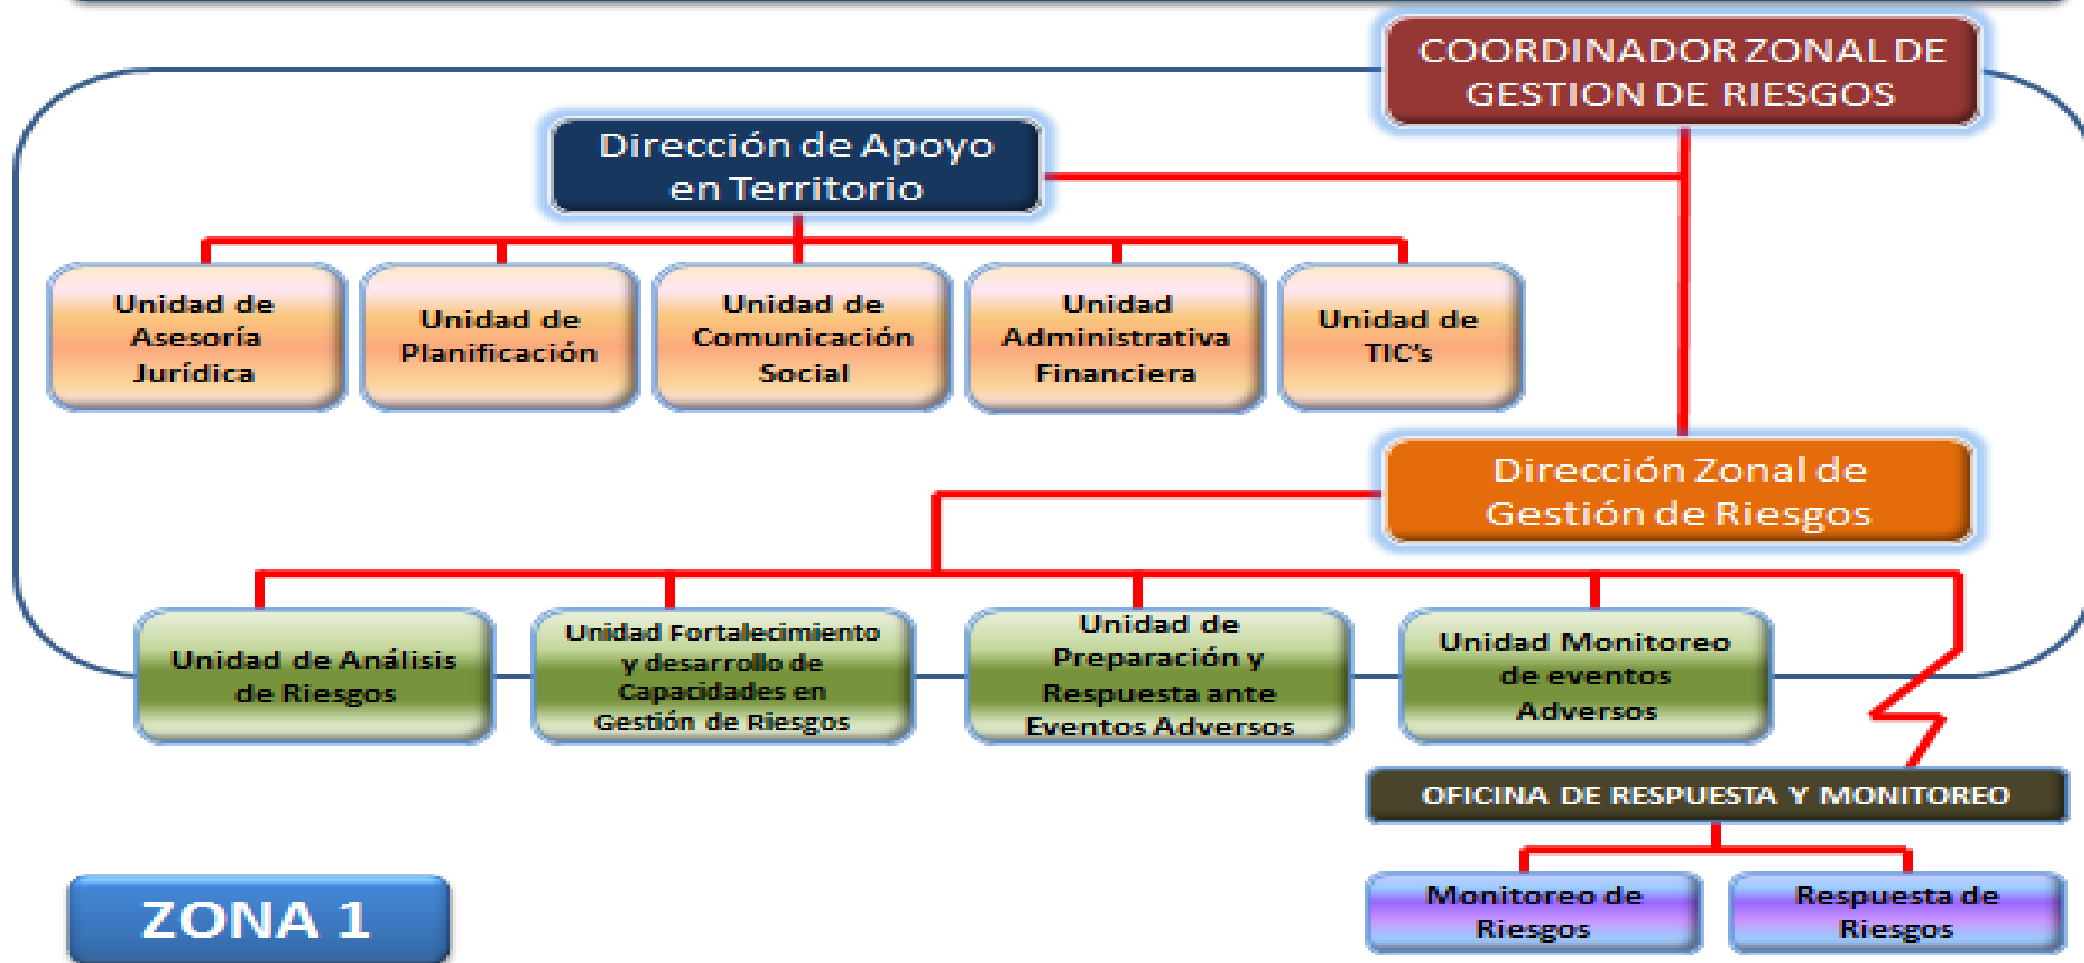 COORDINADOR ZONAL DE
GESTION DE RIESGOS
Dirección de Apoyo
en Territorio
Unidad de
Asesoría
Jurídica
Unidad de
Planificación
Unidad de
Comunicación
Social
Unidad
Administrativa
Financiera
Unidad de
TIC's
Dirección Zonal de
Gestión de Riesgos
Unidad de Análisis
de Riesgos
Unidad Fortalecimiento
y desarrollo de
Capacidades en
Gestión de Riesgos
Unidad de
Preparación y
Respuesta ante
Eventos Adversos
Unidad Monitoreo
de eventos
Adversos
OFICINA DE RESPUESTA Y MONITOREO
Monitoreo de
Riesgos
Respuesta de
Riesgos
ZONA 1